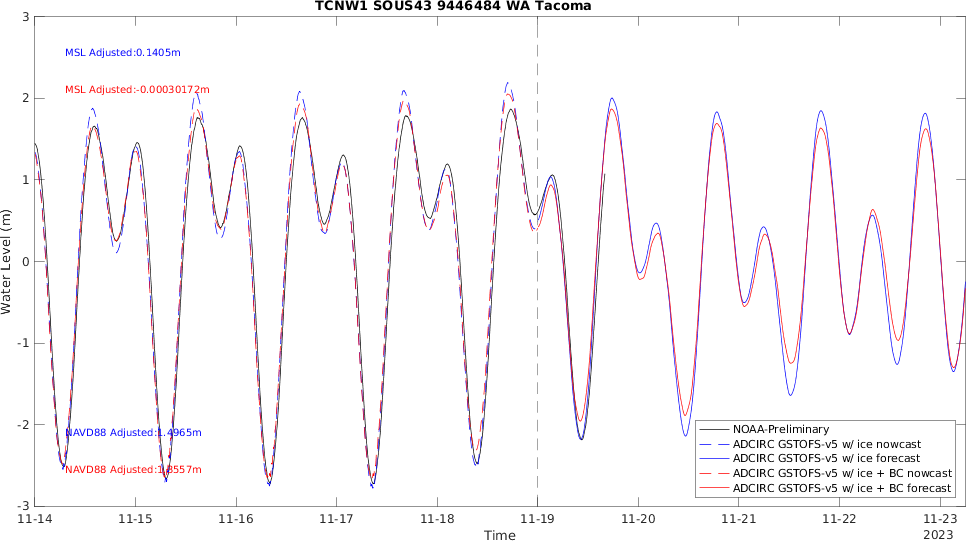 TCNW1 SOUS43 9446484 WA Tacoma
3
2
1
0
-1
-2
-3
Water Level (m)
MSL Adjusted:0.1405m
MSL Adjusted:-0.00030172m
NAVD88 Adjusted:1.4965m
NAVD88 Adjusted:1.3557m
NOAA-Preliminary
ADCIRC GSTOFS-v5 w/ ice nowcast
ADCIRC GSTOFS-v5 w/ ice forecast
ADCIRC GSTOFS-v5 w/ ice + BC nowcast
ADCIRC GSTOFS-v5 w/ ice + BC forecast
11-14 11-15 11-16 11-17 11-18 11-19 11-20 11-21 11-22 11-23
Time
2023